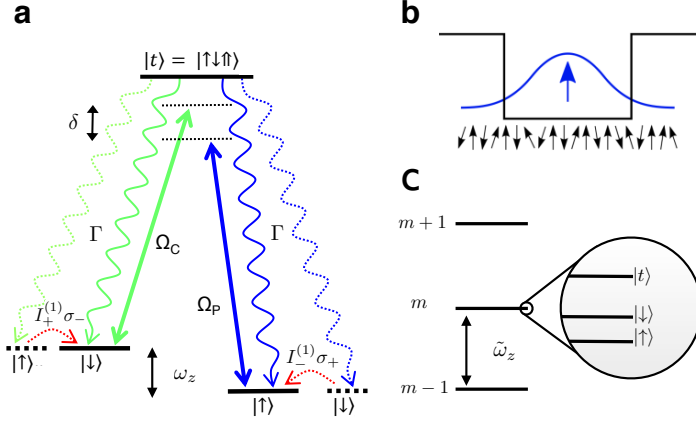 a
|t⟩ = |↑↓⇑⟩
δ
Γ
Γ
Ω_C
Ω_P
I_+^{(1)}σ_−
I_−^{(1)}σ_+
|↑⟩
|↓⟩
ω_z
|↑⟩
|↓⟩
b
c
m + 1
m
m − 1
ω̃_z
|t⟩
|↓⟩
|↑⟩